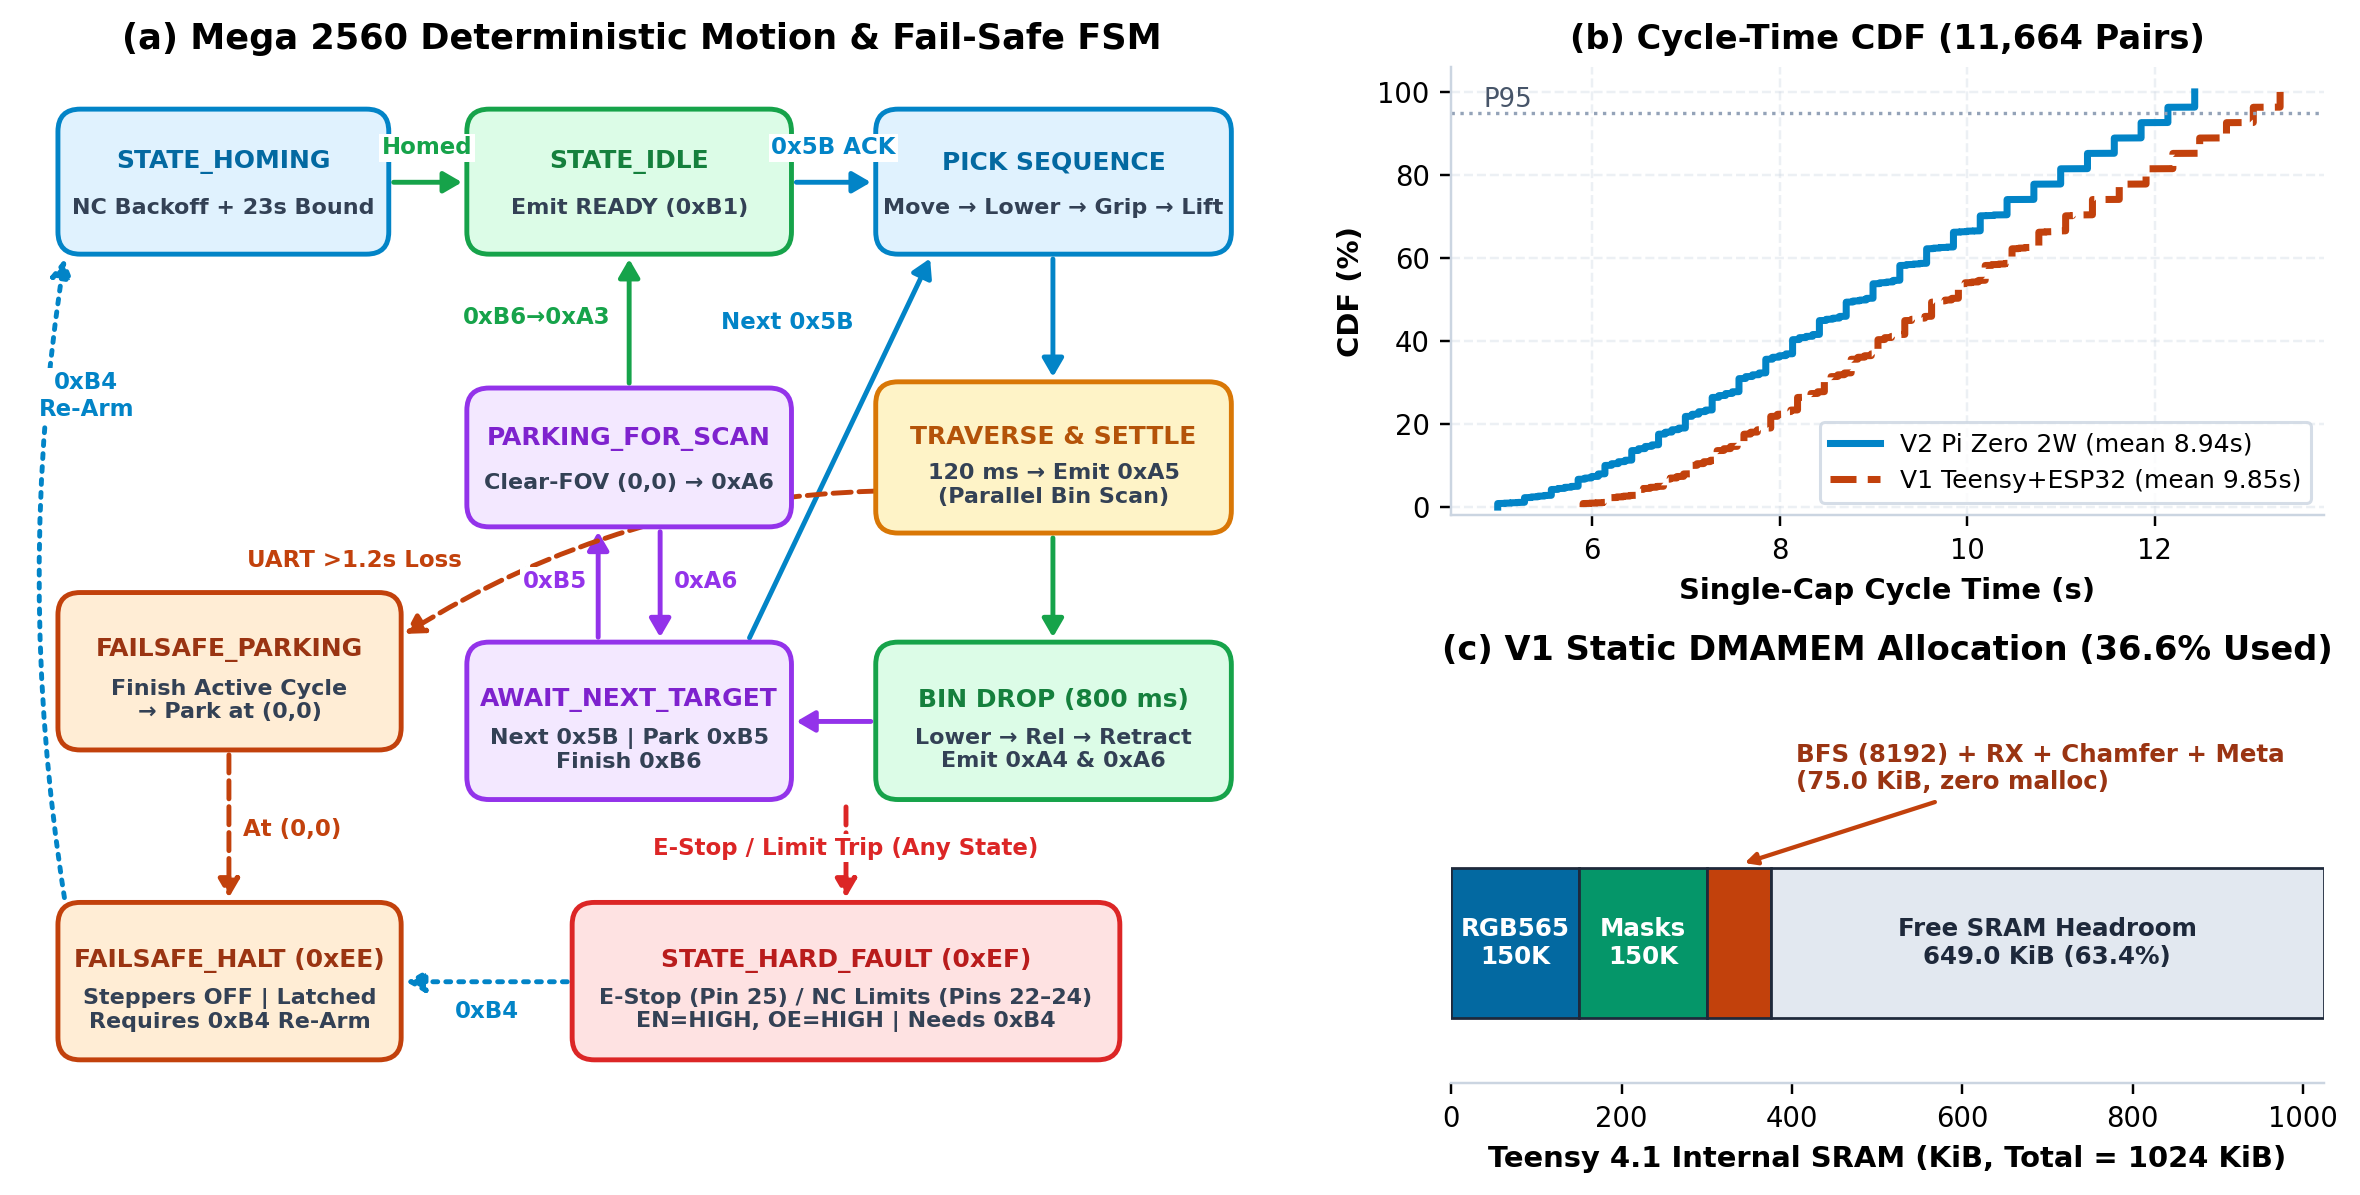 (a) Mega 2560 Deterministic Motion & Fail-Safe FSM
STATE_HOMING
NC Backoff + 23s Bound
Homed
STATE_IDLE
Emit READY (0xB1)
0x5B ACK
PICK SEQUENCE
Move → Lower → Grip → Lift
0xB6→0xA3
Next 0x5B
0xB4
Re-Arm
PARKING_FOR_SCAN
Clear-FOV (0,0) → 0xA6
TRAVERSE & SETTLE
120 ms → Emit 0xA5
(Parallel Bin Scan)
UART >1.2s Loss
0xB5
0xA6
FAILSAFE_PARKING
Finish Active Cycle
→ Park at (0,0)
AWAIT_NEXT_TARGET
Next 0x5B | Park 0xB5
Finish 0xB6
BIN DROP (800 ms)
Lower → Rel → Retract
Emit 0xA4 & 0xA6
At (0,0)
E-Stop / Limit Trip (Any State)
FAILSAFE_HALT (0xEE)
Steppers OFF | Latched
Requires 0xB4 Re-Arm
0xB4
STATE_HARD_FAULT (0xEF)
E-Stop (Pin 25) / NC Limits (Pins 22–24)
EN=HIGH, OE=HIGH | Needs 0xB4
(b) Cycle-Time CDF (11,664 Pairs)
P95
100
80
60
40
20
0
CDF (%)
V2 Pi Zero 2W (mean 8.94s)
V1 Teensy+ESP32 (mean 9.85s)
6 8 10 12
Single-Cap Cycle Time (s)
(c) V1 Static DMAMEM Allocation (36.6% Used)
BFS (8192) + RX + Chamfer + Meta
(75.0 KiB, zero malloc)
RGB565
150K
Masks
150K
Free SRAM Headroom
649.0 KiB (63.4%)
0 200 400 600 800 1000
Teensy 4.1 Internal SRAM (KiB, Total = 1024 KiB)